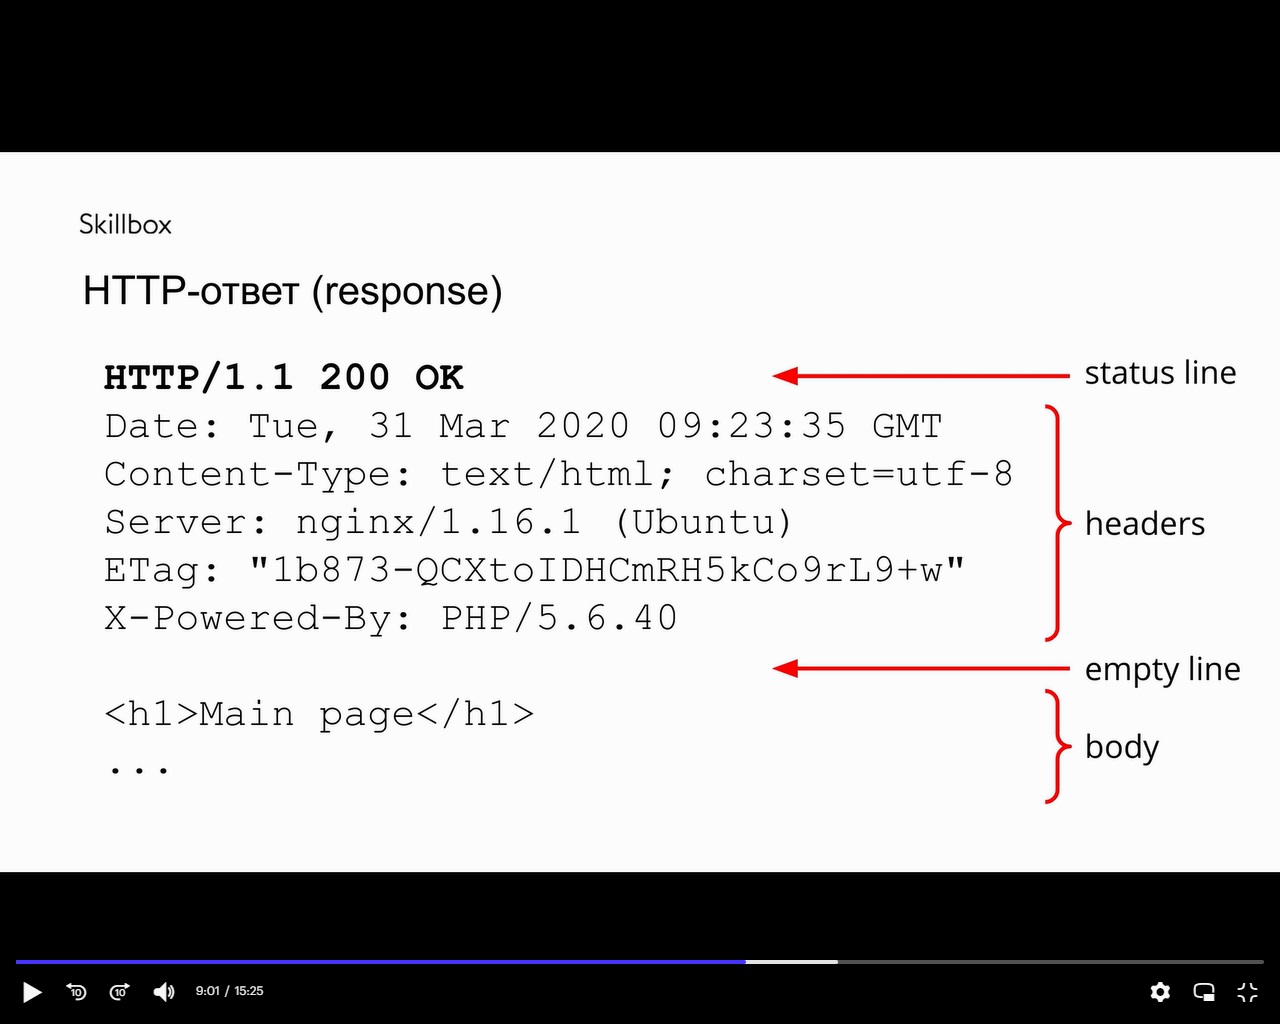 Skillbox
HTTP-ответ (response)
HTTP/1.1 200 OK
status line
Date: Tue, 31 Mar 2020 09:23:35 GMT
Content-Type: text/html; charset=utf-8
Server: nginx/1.16.1 (Ubuntu)
headers
ETag: "1b873-QCXtoIDHCmRH5kCo9rL9+w"
X-Powered-By: PHP/5.6.40
empty line
<h1>Main page</h1>
body
...
10
10
9:01 / 15:25